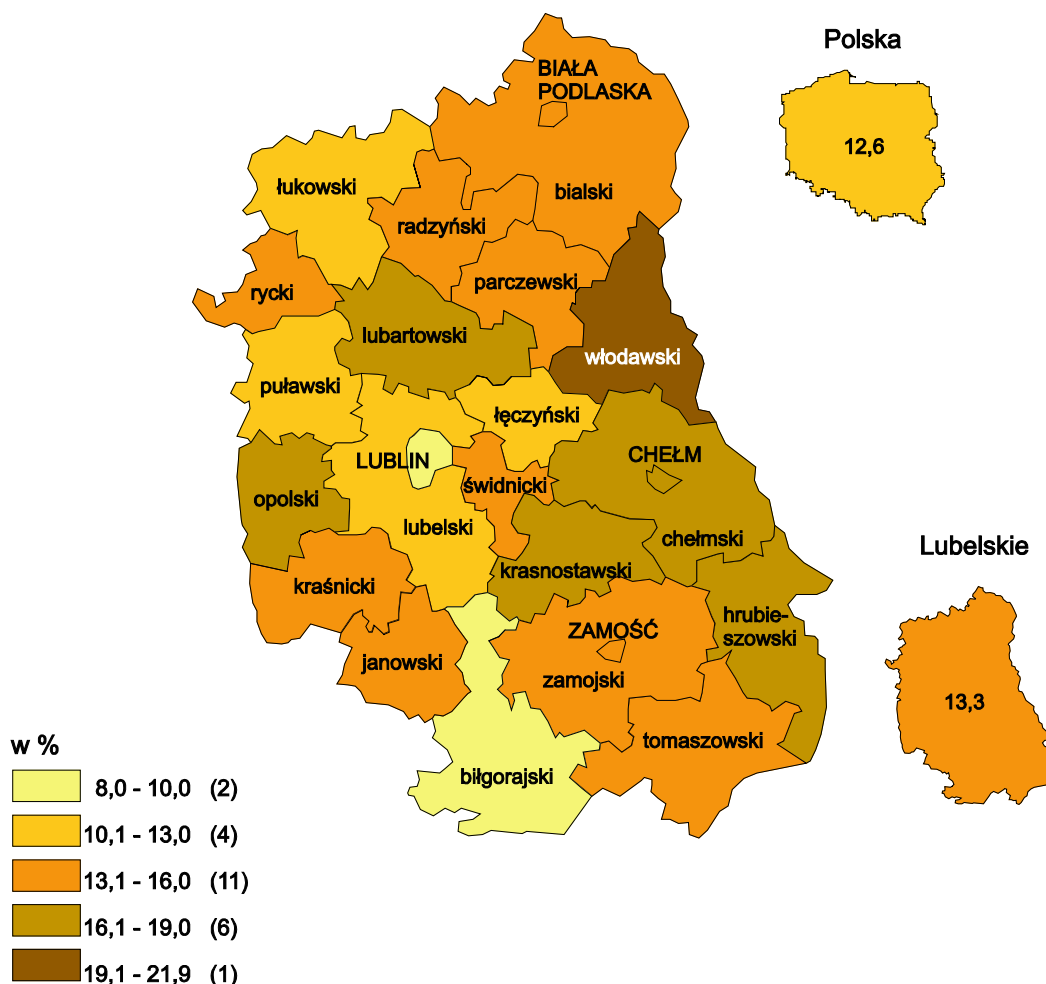 Polska
12,6
BIAŁA
PODLASKA
łukowski
bialski
radzyński
parczewski
rycki
lubartowski
włodawski
puławski
łęczyński
LUBLIN
CHEŁM
świdnicki
opolski
lubelski
chełmski
krasnostawski
kraśnicki
Lubelskie
13,3
hrubie-
szowski
ZAMOŚĆ
janowski
zamojski
tomaszowski
biłgorajski
w %
8,0 - 10,0 (2)
10,1 - 13,0 (4)
13,1 - 16,0 (11)
16,1 - 19,0 (6)
19,1 - 21,9 (1)